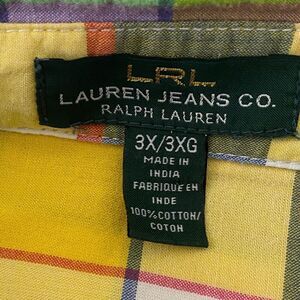 LRL
LAUREN JEANS CO.
RALPH LAUREN
3X/3XG
MADE IN
INDIA
FABRIQUE EN
INDE
100% COTTON/
COTON